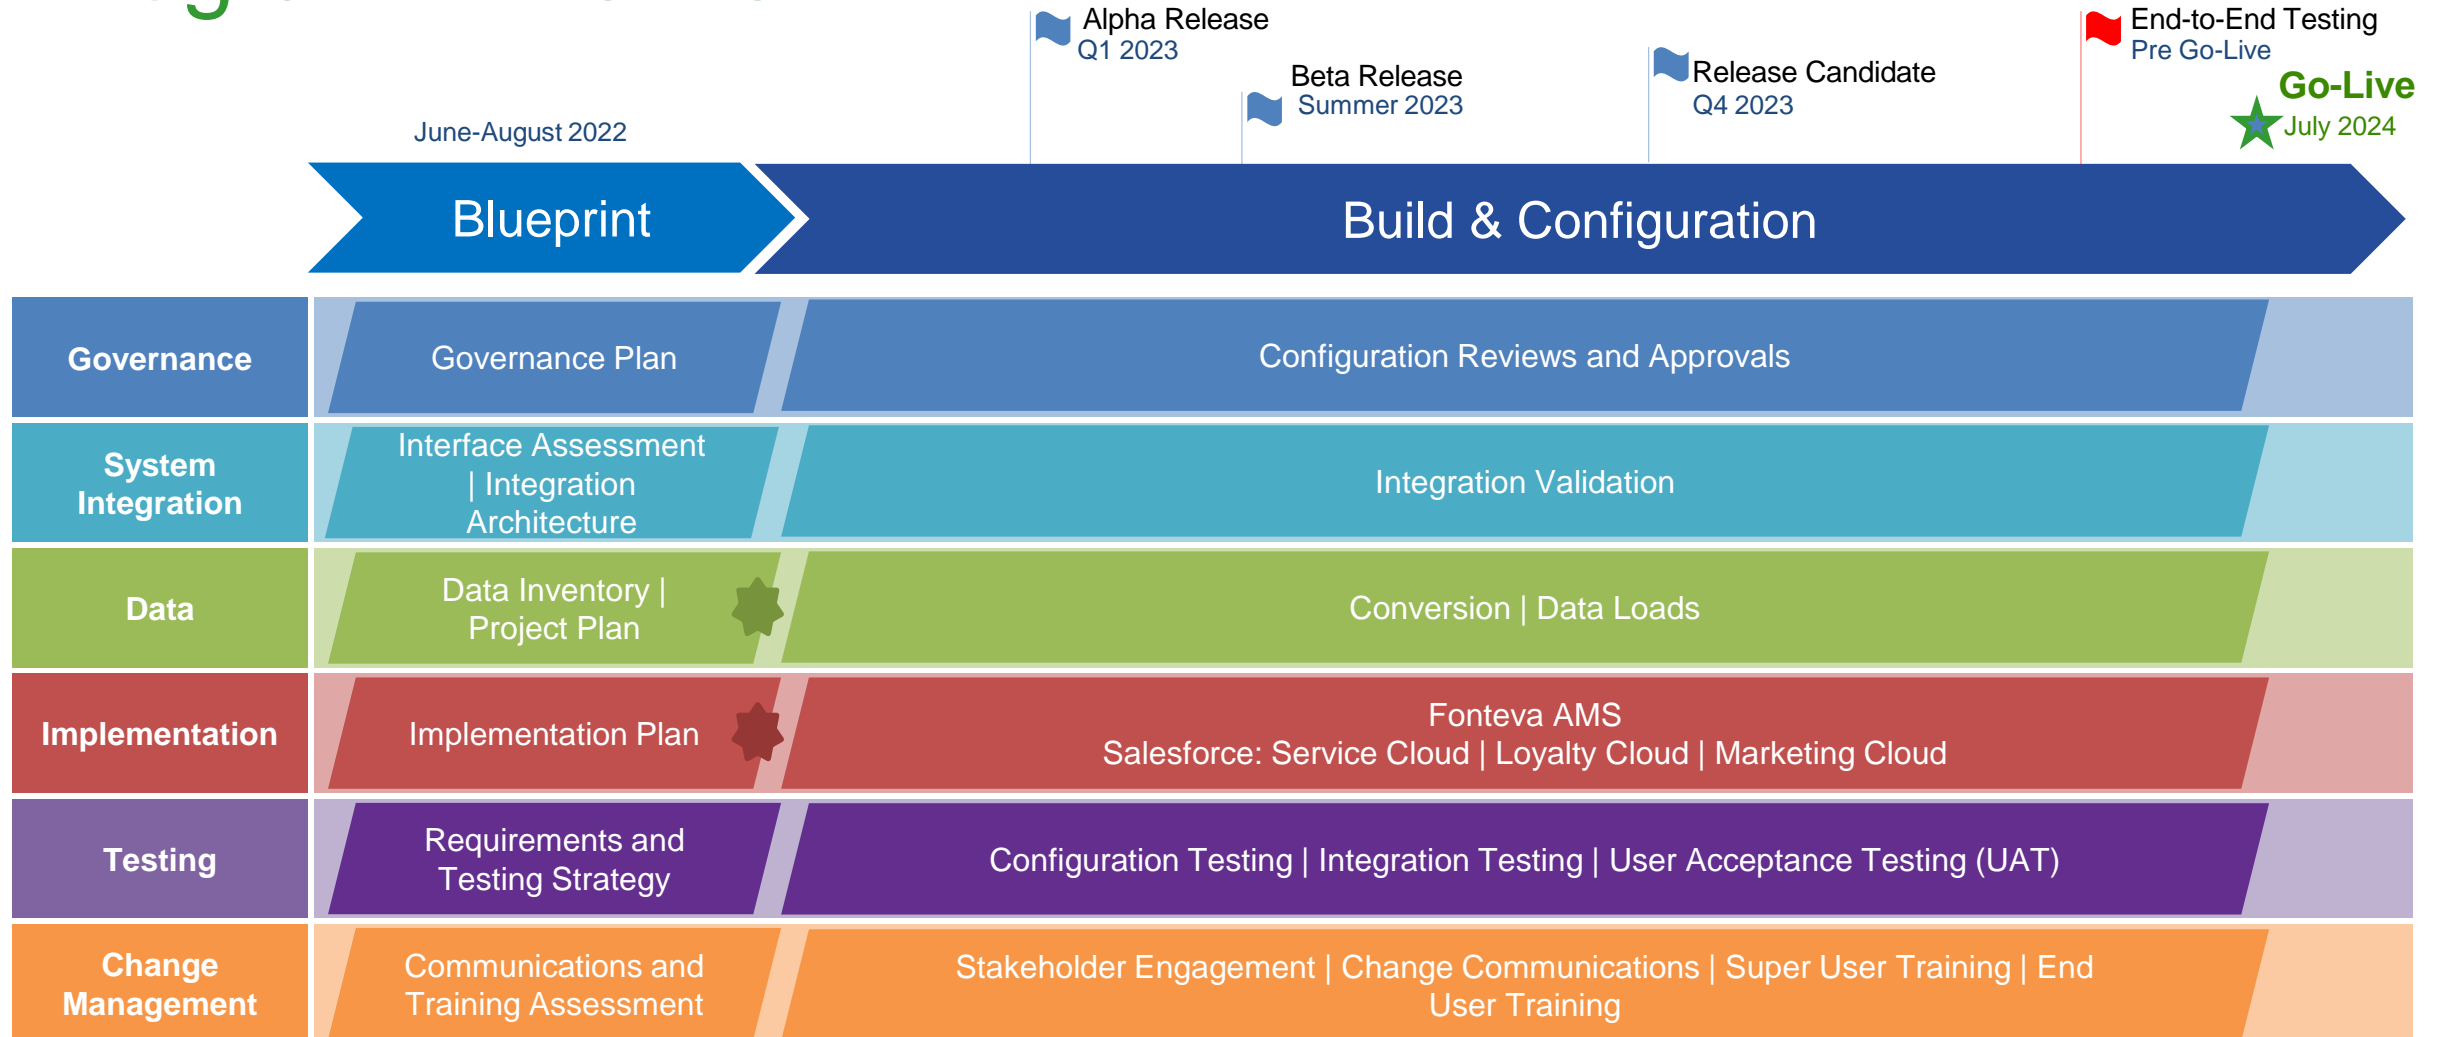 Alpha Release
Q1 2023
Beta Release
Summer 2023
Release Candidate
Q4 2023
End-to-End Testing
Pre Go-Live
Go-Live
July 2024
June-August 2022
Blueprint
Build & Configuration
Governance
Governance Plan
Configuration Reviews and Approvals
System
Integration
Interface Assessment
| Integration
Architecture
Integration Validation
Data
Data Inventory |
Project Plan
Conversion | Data Loads
Implementation
Implementation Plan
Fonteva AMS
Salesforce: Service Cloud | Loyalty Cloud | Marketing Cloud
Testing
Requirements and
Testing Strategy
Configuration Testing | Integration Testing | User Acceptance Testing (UAT)
Change
Management
Communications and
Training Assessment
Stakeholder Engagement | Change Communications | Super User Training | End
User Training